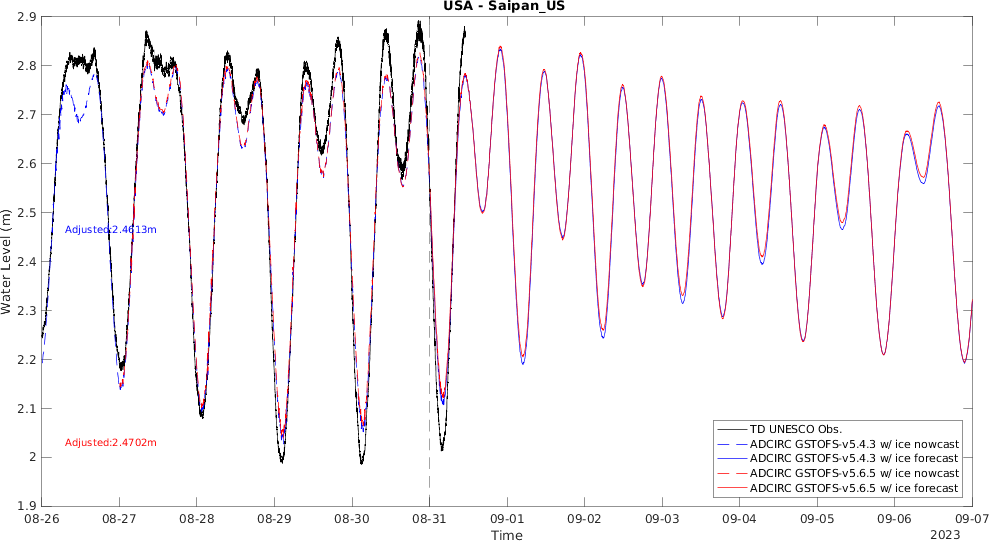 USA - Saipan_US
2.9
2.8
2.7
2.6
2.5
2.4
2.3
2.2
2.1
2
1.9
Water Level (m)
Adjusted:2.4613m
Adjusted:2.4702m
TD UNESCO Obs.
ADCIRC GSTOFS-v5.4.3 w/ ice nowcast
ADCIRC GSTOFS-v5.4.3 w/ ice forecast
ADCIRC GSTOFS-v5.6.5 w/ ice nowcast
ADCIRC GSTOFS-v5.6.5 w/ ice forecast
08-26 08-27 08-28 08-29 08-30 08-31 09-01 09-02 09-03 09-04 09-05 09-06 09-07
Time
2023